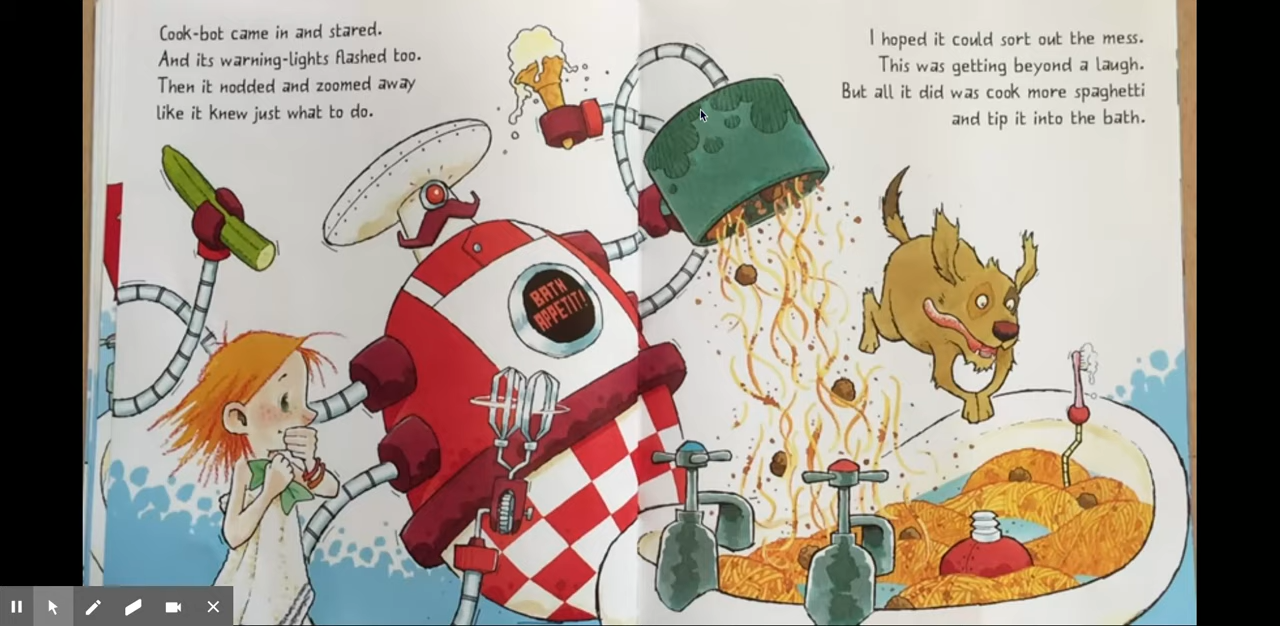 Cook-bot came in and stared.
And its warning-lights flashed too.
Then it nodded and zoomed away
like it knew just what to do.
I hoped it could sort out the mess.
This was getting beyond a laugh.
But all it did was cook more spaghetti
and tip it into the bath.
BATH
APPETIT!